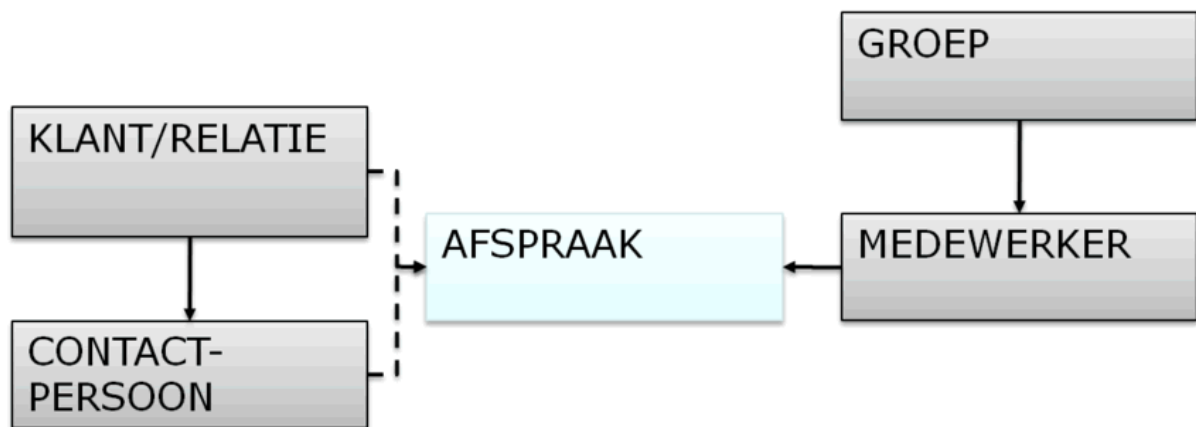 GROEP
KLANT/RELATIE
AFSPRAAK
MEDEWERKER
CONTACT-
PERSOON